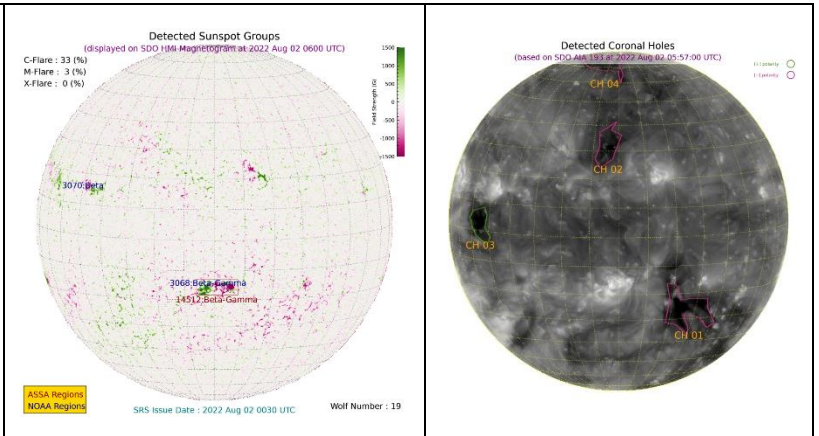 Detected Sunspot Groups
(displayed on SDO HMI Magnetogram at 2022 Aug 02 0600 UTC)
C-Flare : 33 (%)
M-Flare : 3 (%)
X-Flare : 0 (%)
1500
1000
500
0
-500
-1000
-1500
Field Strength (G)
3070:Beta
3068:Beta-Gamma
14512:Beta-Gamma
ASSA Regions
NOAA Regions
SRS Issue Date : 2022 Aug 02 0030 UTC
Wolf Number : 19
Detected Coronal Holes
(based on SDO AIA 193 at 2022 Aug 02 05:57:00 UTC)
(+) polarity
(-) polarity
CH 04
CH 02
CH 03
CH 01